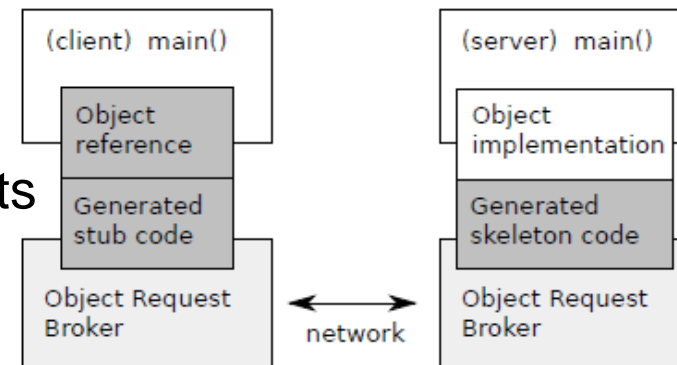 (client) main()
Object
reference
ts
Generated
stub code
Object Request
Broker
network
(server) main()
Object
implementation
Generated
skeleton code
Object Request
Broker